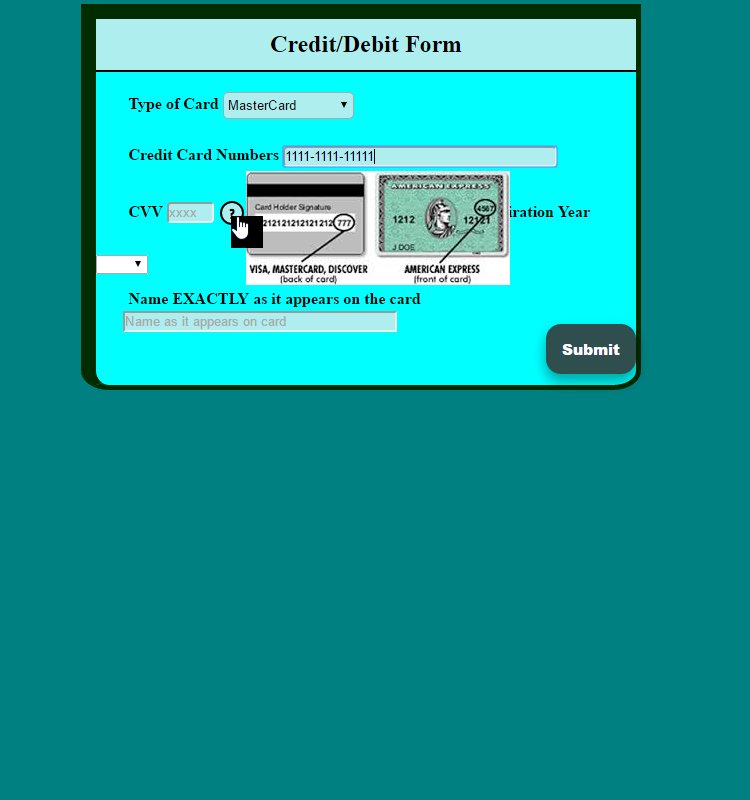 Credit/Debit Form
Type of Card MasterCard
Credit Card Numbers 1111-1111-11111
CVV xxxx ? iration Year
Card Holder Signature
21212121212121212 777
VISA, MASTERCARD, DISCOVER
(back of card)
AMERICAN EXPRESS
4567
1212 12121
J DOE
AMERICAN EXPRESS
(front of card)
Name EXACTLY as it appears on the card
Name as it appears on card
Submit